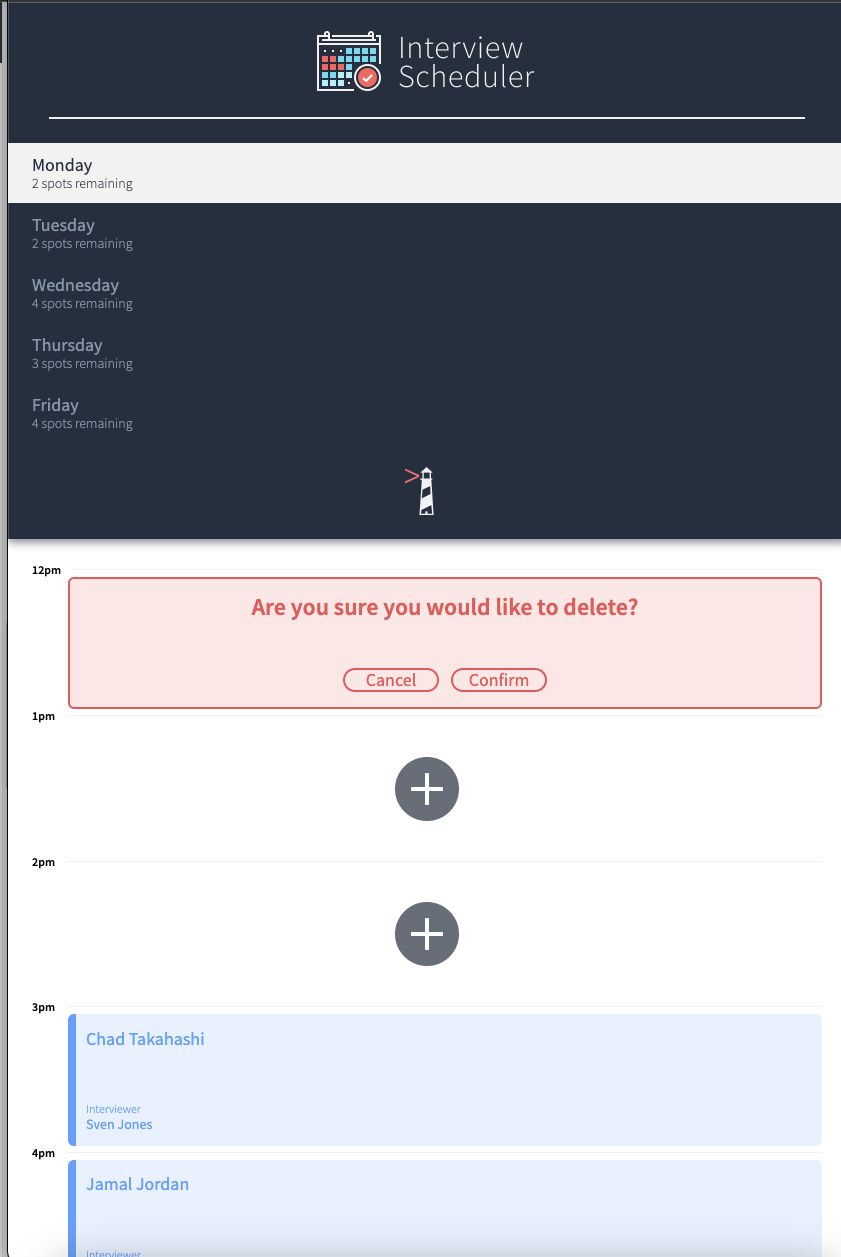 Interview
Scheduler
Monday
2 spots remaining
Tuesday
2 spots remaining
Wednesday
4 spots remaining
Thursday
3 spots remaining
Friday
4 spots remaining
12pm
Are you sure you would like to delete?
Cancel Confirm
1pm
2pm
3pm
Chad Takahashi
Interviewer
Sven Jones
4pm
Jamal Jordan
Interviewer